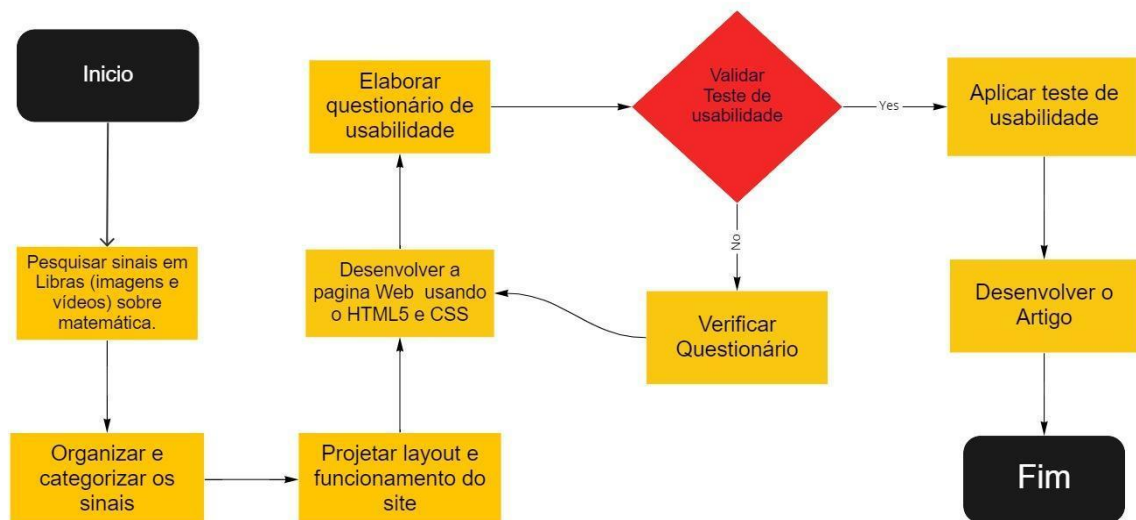 Inicio
Pesquisar sinais em
Libras (imagens e
vídeos) sobre
matemática.
Organizar e
categorizar os
sinais
Projetar layout e
funcionamento do
site
Desenvolver a
pagina Web usando
o HTML5 e CSS
Elaborar
questionário de
usabilidade
Validar
Teste de
usabilidade
Yes
No
Verificar
Questionário
Aplicar teste de
usabilidade
Desenvolver o
Artigo
Fim